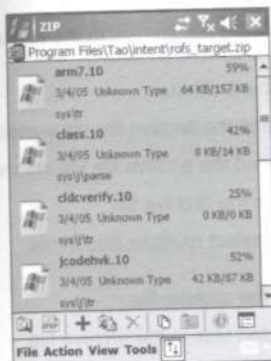 ZIP
Program Files\Tao\intent\rofs_target.zip
arm7.10 59%
3/4/05 Unknown Type 64 KB/157 KB
sys\tr
class.10 42%
3/4/05 Unknown Type 8 KB/14 KB
sys\j\parse
cldcverify.10 25%
3/4/05 Unknown Type 0 KB/0 KB
sys\j\tr
jcodehvk.10 52%
3/4/05 Unknown Type 42 KB/87 KB
sys\j\tr
File Action View Tools